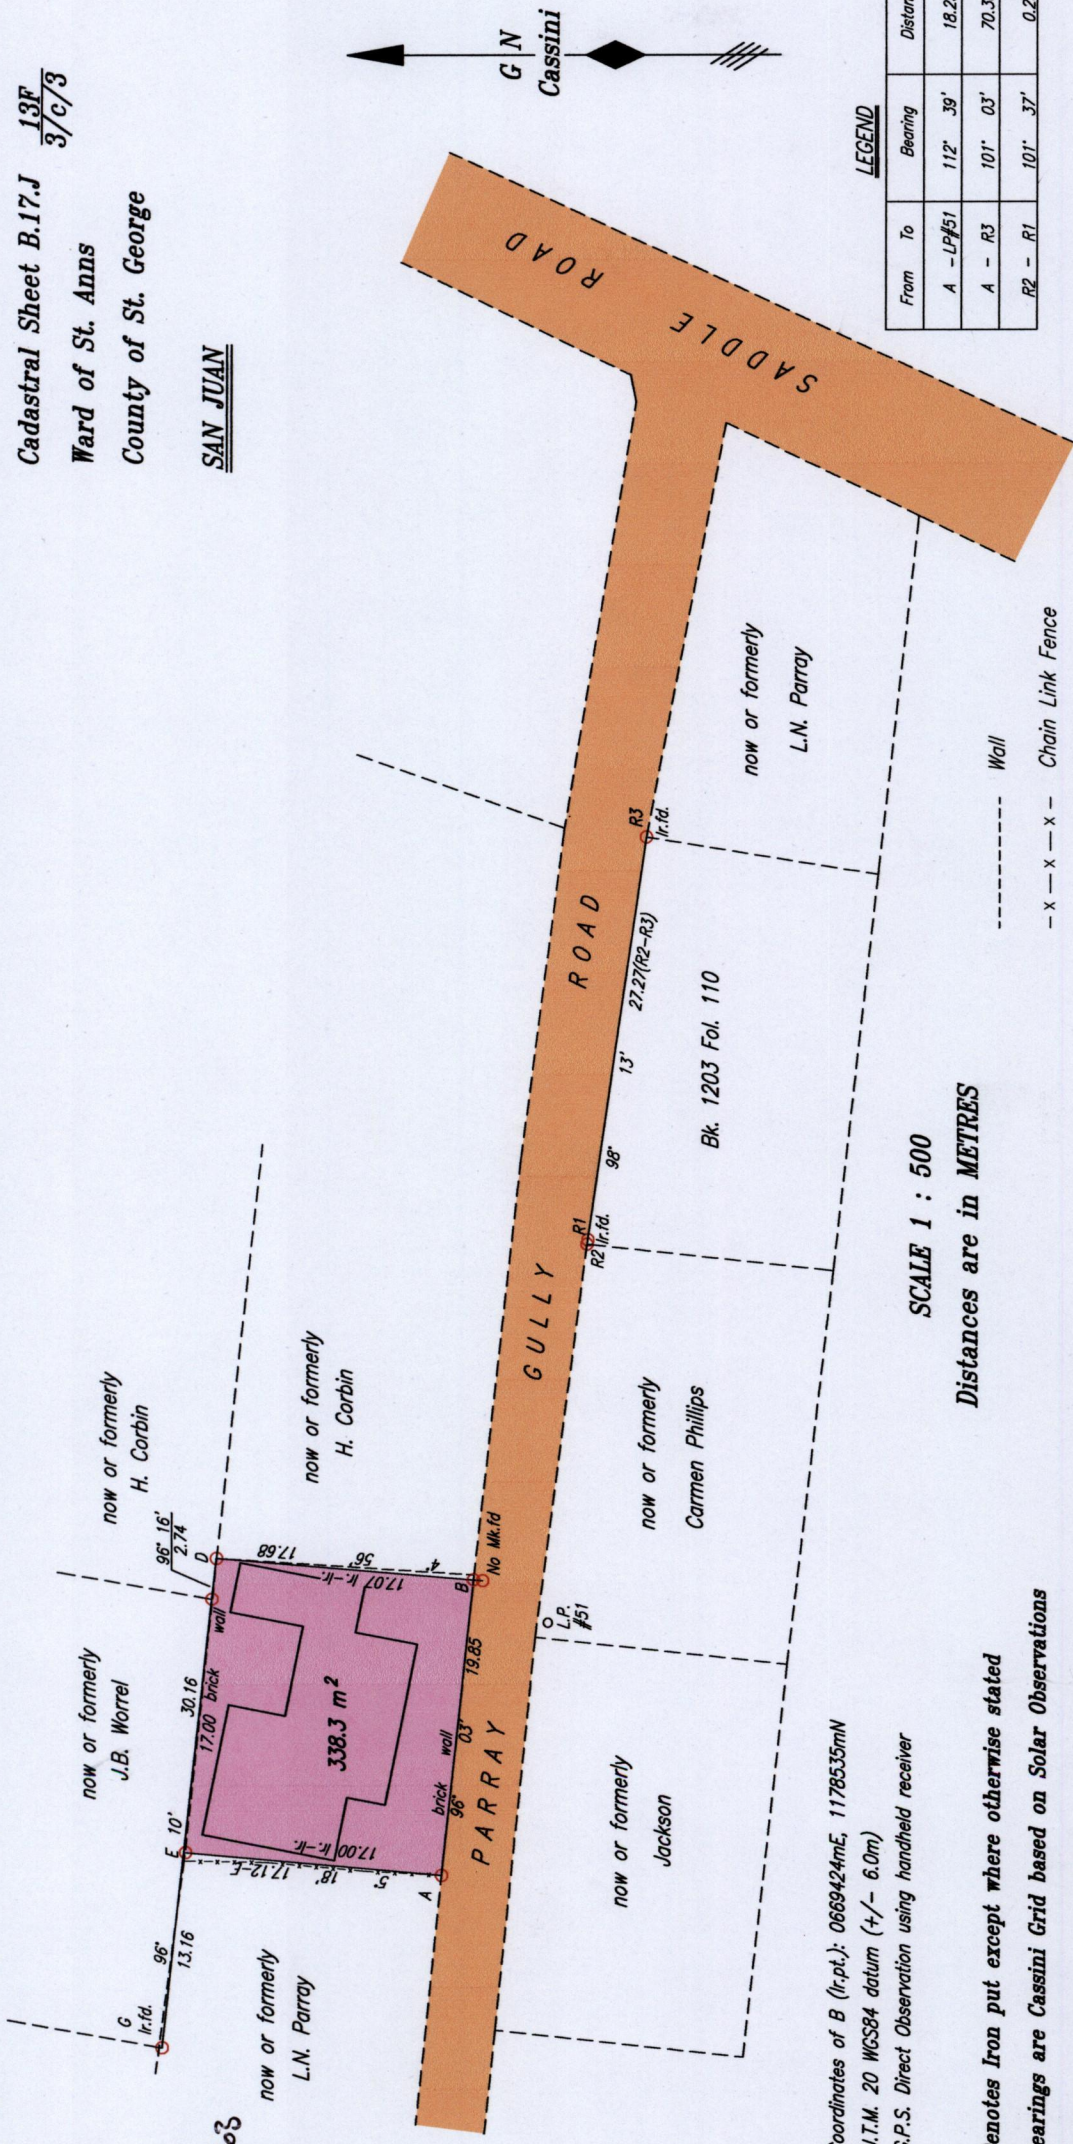 Cadastral Sheet B.17.J 13F
3/c/3
Ward of St. Anns
County of St. George
SAN JUAN
G N
Cassini
now or formerly
H. Corbin
96° 16'
2.74
now or formerly
J.B. Worrel
now or formerly
H. Corbin
G
Ir.fd.
96°
13.16
E
10'
30.16
17.00
brick
wall
D
17.68
56'
4°
17.07 Ir.-Ir.
338.3 m²
17.00 Ir.-Ir.
17.12-E
18'
5°
A
B
No Mk.fd
brick
wall
96°
03'
19.85
now or formerly
L.N. Parray
03
PARRAY GULLY ROAD
SADDLE ROAD
L.P.
#51
R2
R1
Ir.fd.
98°
13'
27.27(R2-R3)
R3
Ir.fd.
now or formerly
Jackson
now or formerly
Carmen Phillips
Bk. 1203 Fol. 110
now or formerly
L.N. Parray
LEGEND
From To Bearing
A - LP#51 112° 39'
A - R3 101° 03'
R2 - R1 101° 37'
SCALE 1 : 500
Distances are in METRES
Wall
- x — x — x - Chain Link Fence
of B (Ir.pt.): 0669424mE, 1178535mN
20 WGS84 datum (+/- 6.0m)
Direct Observation using handheld receiver
Iron put except where otherwise stated
are Cassini Grid based on Solar Observations